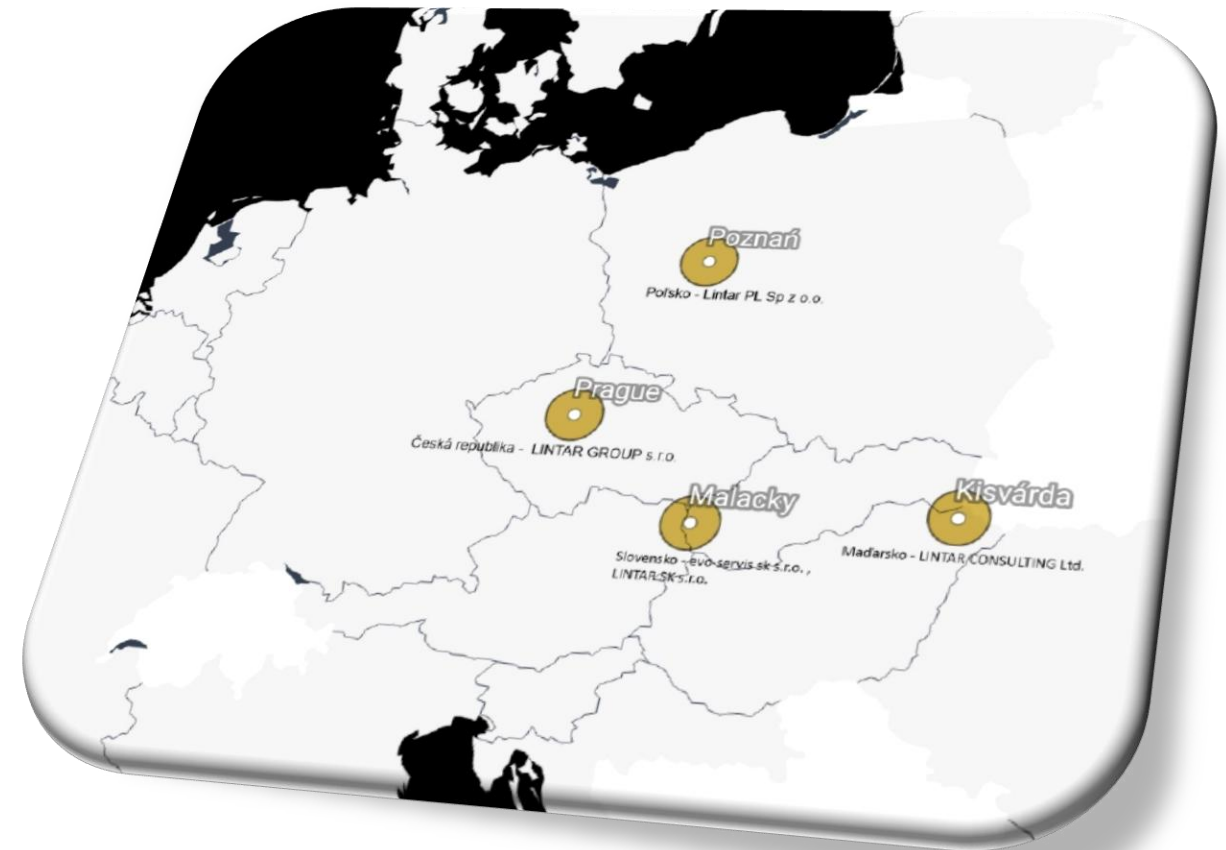 Poznań
Poľsko - Lintar PL Sp z o.o.
Prague
Česká republika - LINTAR GROUP s.r.o.
Malacky
Slovensko - evo-servis sk s.r.o. ,
LINTAR SK s.r.o.
Kisvárda
Maďarsko - LINTAR CONSULTING Ltd.